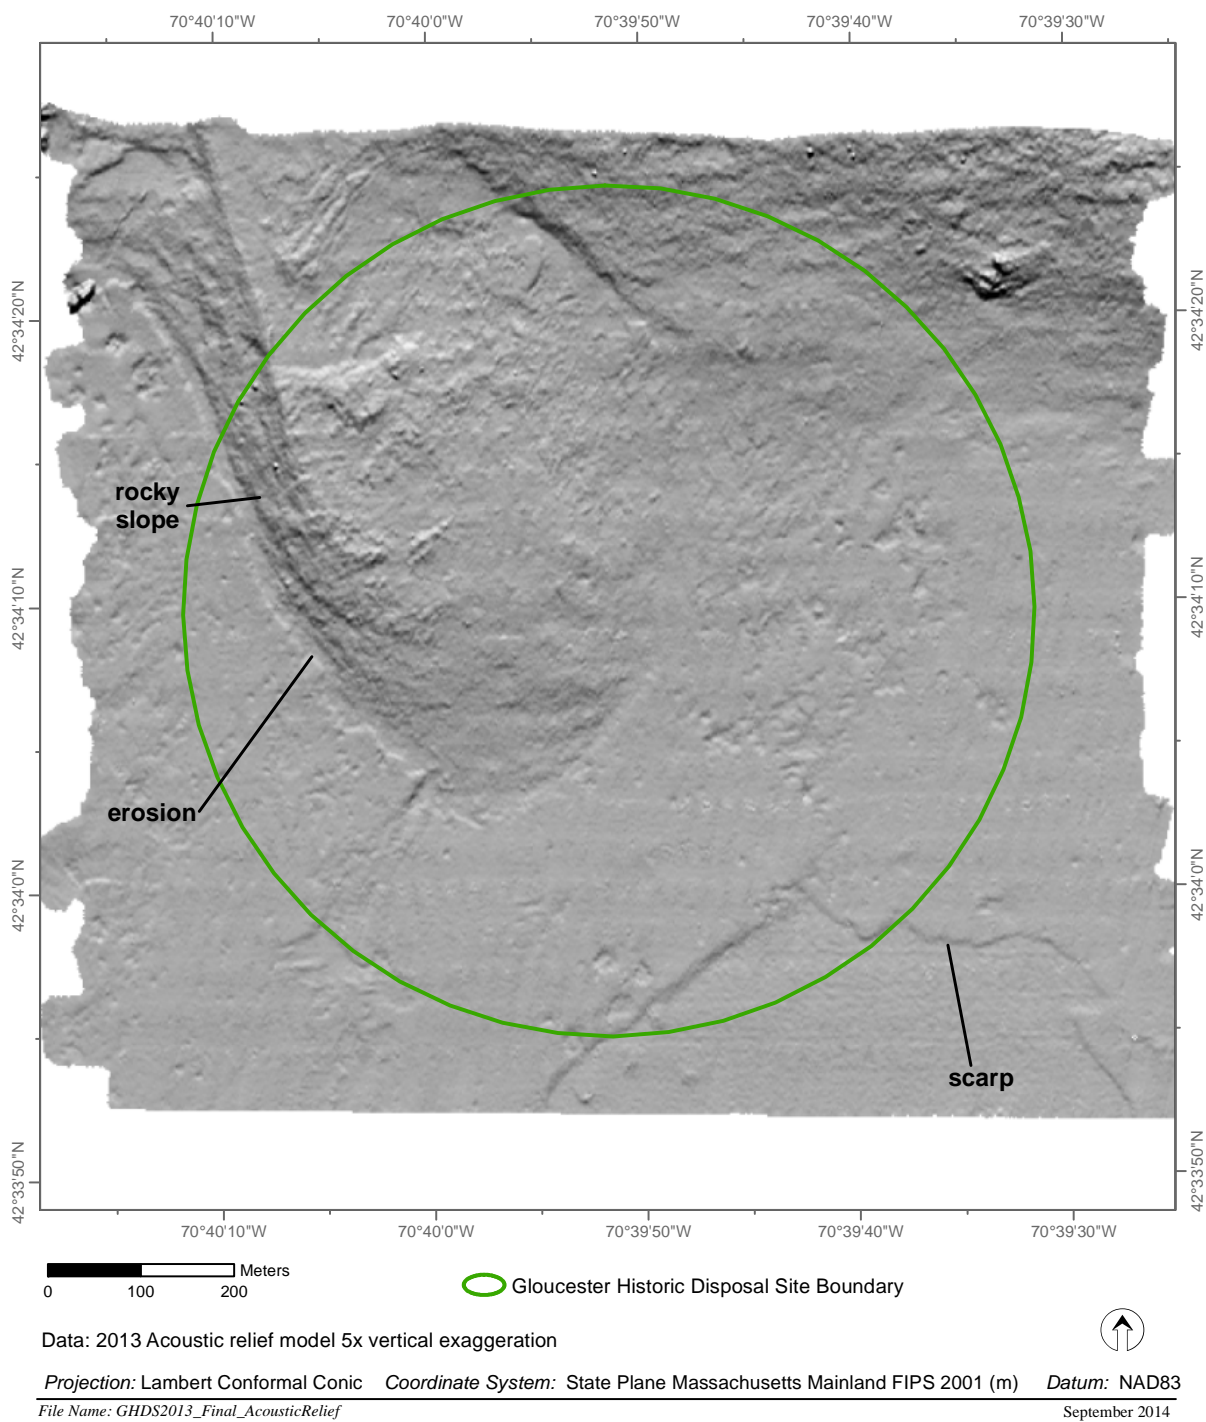 70°40'10"W 70°40'0"W 70°39'50"W 70°39'40"W 70°39'30"W
42°34'20"N 42°34'20"N
rocky
slope
42°34'10"N 42°34'10"N
erosion
42°34'0"N 42°34'0"N
scarp
42°33'50"N 42°33'50"N
70°40'10"W 70°40'0"W 70°39'50"W 70°39'40"W 70°39'30"W
Meters
0 100 200
Gloucester Historic Disposal Site Boundary
Data: 2013 Acoustic relief model 5x vertical exaggeration
Projection: Lambert Conformal Conic Coordinate System: State Plane Massachusetts Mainland FIPS 2001 (m) Datum: NAD83
File Name: GHDS2013_Final_AcousticRelief September 2014